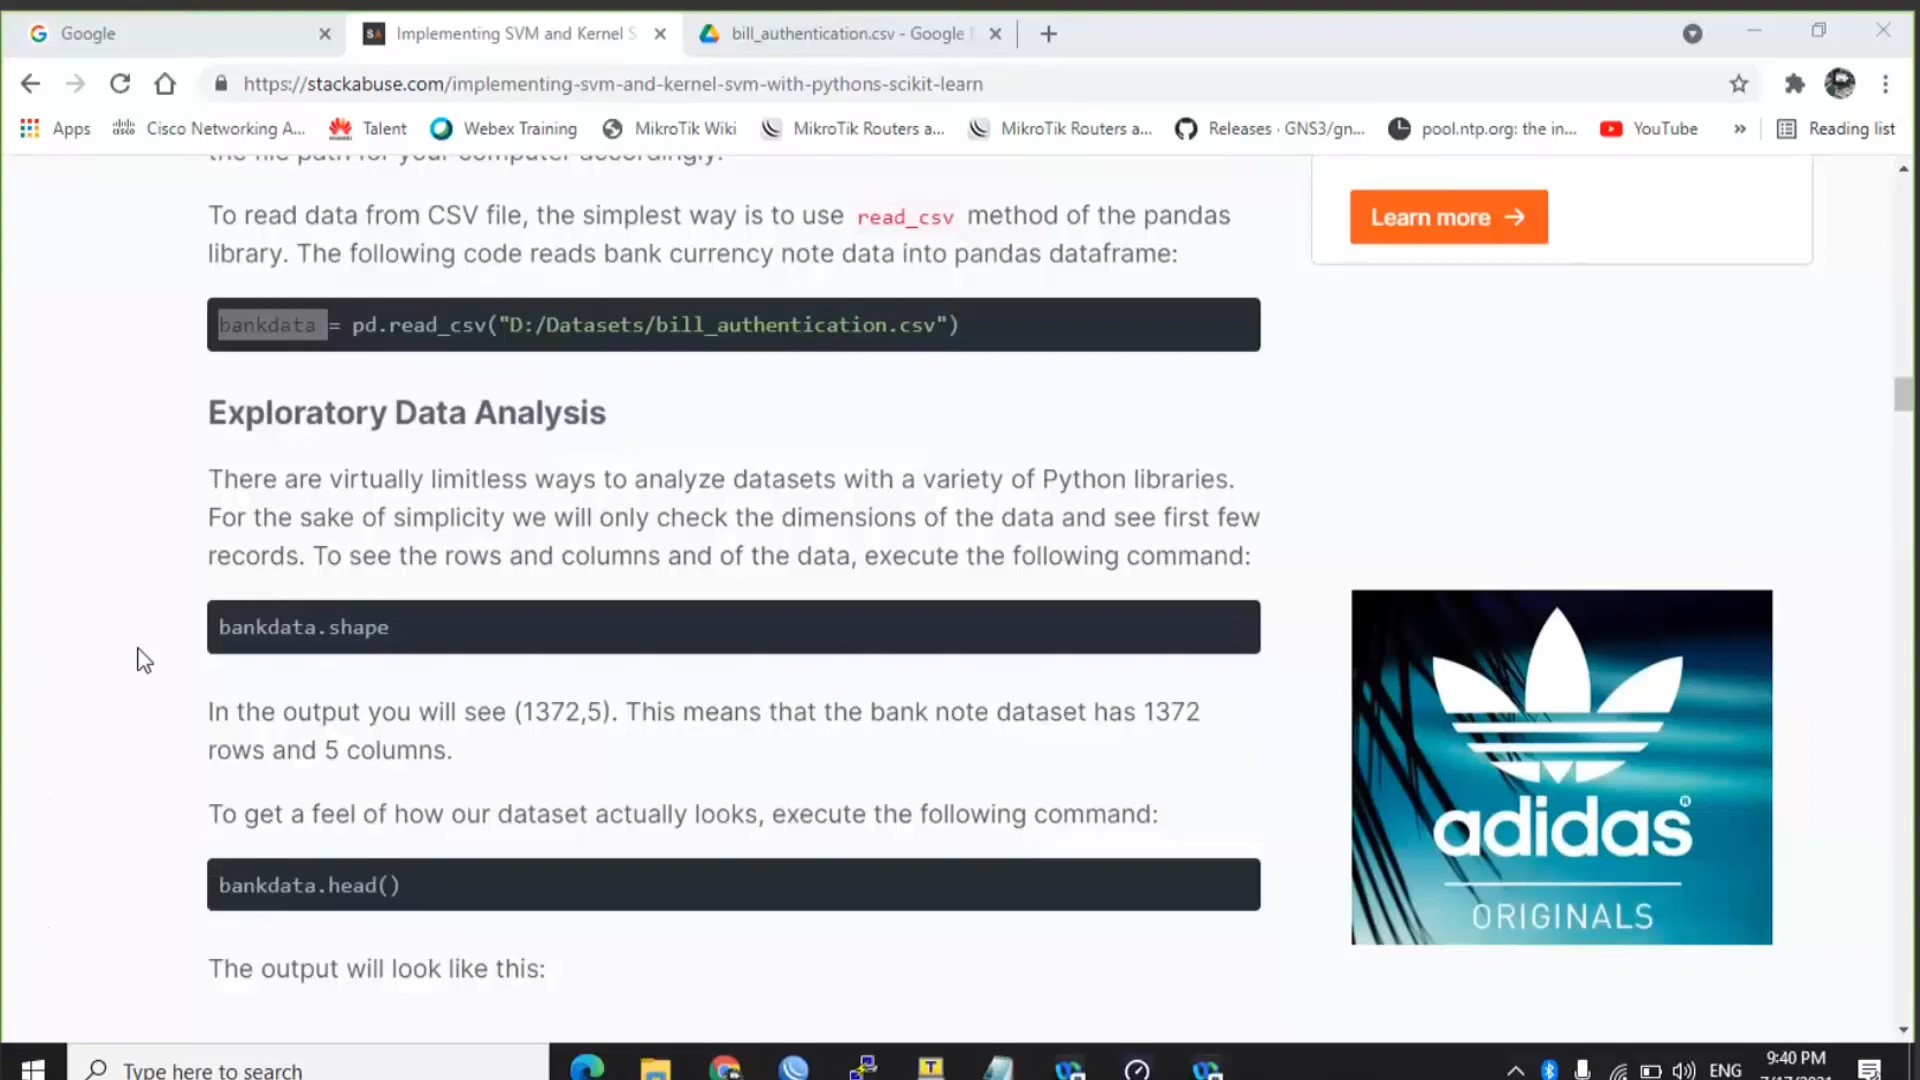 Google
Implementing SVM and Kernel S
bill_authentication.csv - Google
https://stackabuse.com/implementing-svm-and-kernel-svm-with-pythons-scikit-learn
Apps
Cisco Networking A...
Talent
Webex Training
MikroTik Wiki
MikroTik Routers a...
MikroTik Routers a...
Releases · GNS3/gn...
pool.ntp.org: the in...
YouTube
»
Reading list
the file path for your computer accordingly.
To read data from CSV file, the simplest way is to use read_csv method of the pandas
library. The following code reads bank currency note data into pandas dataframe:
Learn more →
bankdata = pd.read_csv("D:/Datasets/bill_authentication.csv")
Exploratory Data Analysis
There are virtually limitless ways to analyze datasets with a variety of Python libraries.
For the sake of simplicity we will only check the dimensions of the data and see first few
records. To see the rows and columns and of the data, execute the following command:
bankdata.shape
In the output you will see (1372,5). This means that the bank note dataset has 1372
rows and 5 columns.
To get a feel of how our dataset actually looks, execute the following command:
bankdata.head()
The output will look like this:
adidas®
ORIGINALS
Type here to search
ENG
9:40 PM